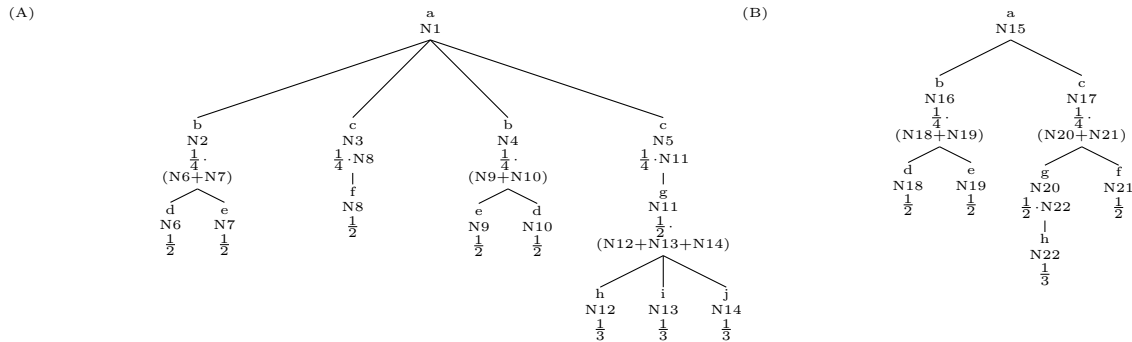 (A)
a
N1
b
N2
1/4 ·
(N6+N7)
d
N6
1/2
e
N7
1/2
c
N3
1/4 ·N8
f
N8
1/2
b
N4
1/4 ·
(N9+N10)
e
N9
1/2
d
N10
1/2
c
N5
1/4 ·N11
g
N11
1/2 ·
(N12+N13+N14)
h
N12
1/3
i
N13
1/3
j
N14
1/3
(B)
a
N15
b
N16
1/4 ·
(N18+N19)
d
N18
1/2
e
N19
1/2
c
N17
1/4 ·
(N20+N21)
g
N20
1/2 ·N22
h
N22
1/3
f
N21
1/2